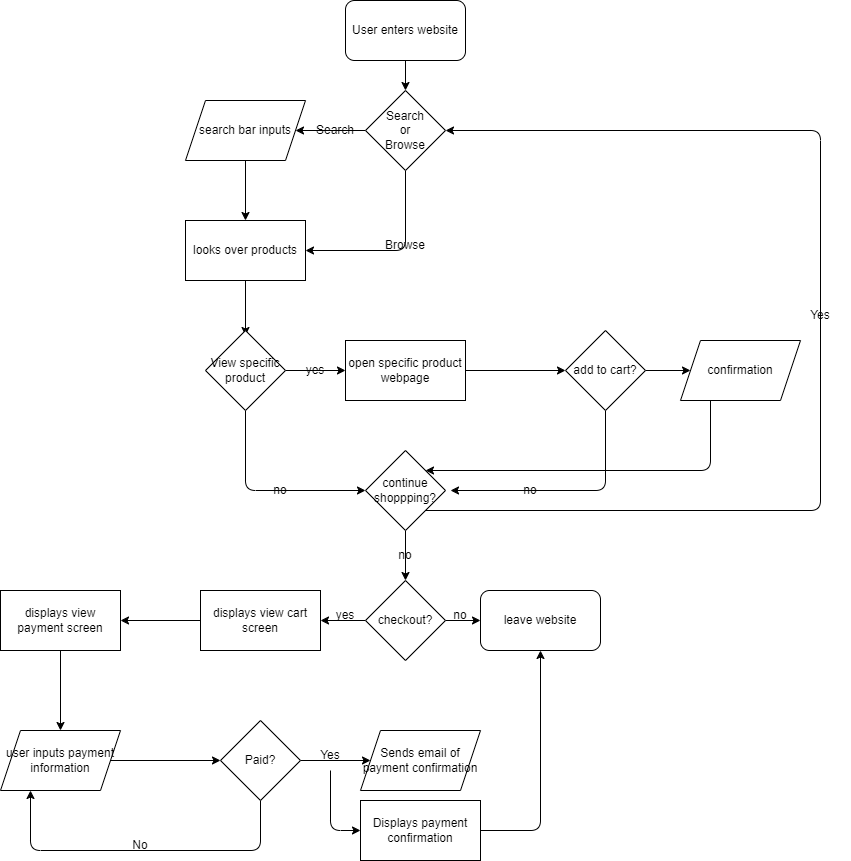 User enters website
Search
or
Browse
Search
search bar inputs
looks over products
Browse
Yes
View specific
product
yes
open specific product
webpage
add to cart?
confirmation
continue
shoppping?
no
no
no
displays view
payment screen
displays view cart
screen
yes
checkout?
no
leave website
user inputs payment
information
Paid?
Yes
Sends email of
payment confirmation
Displays payment
confirmation
No